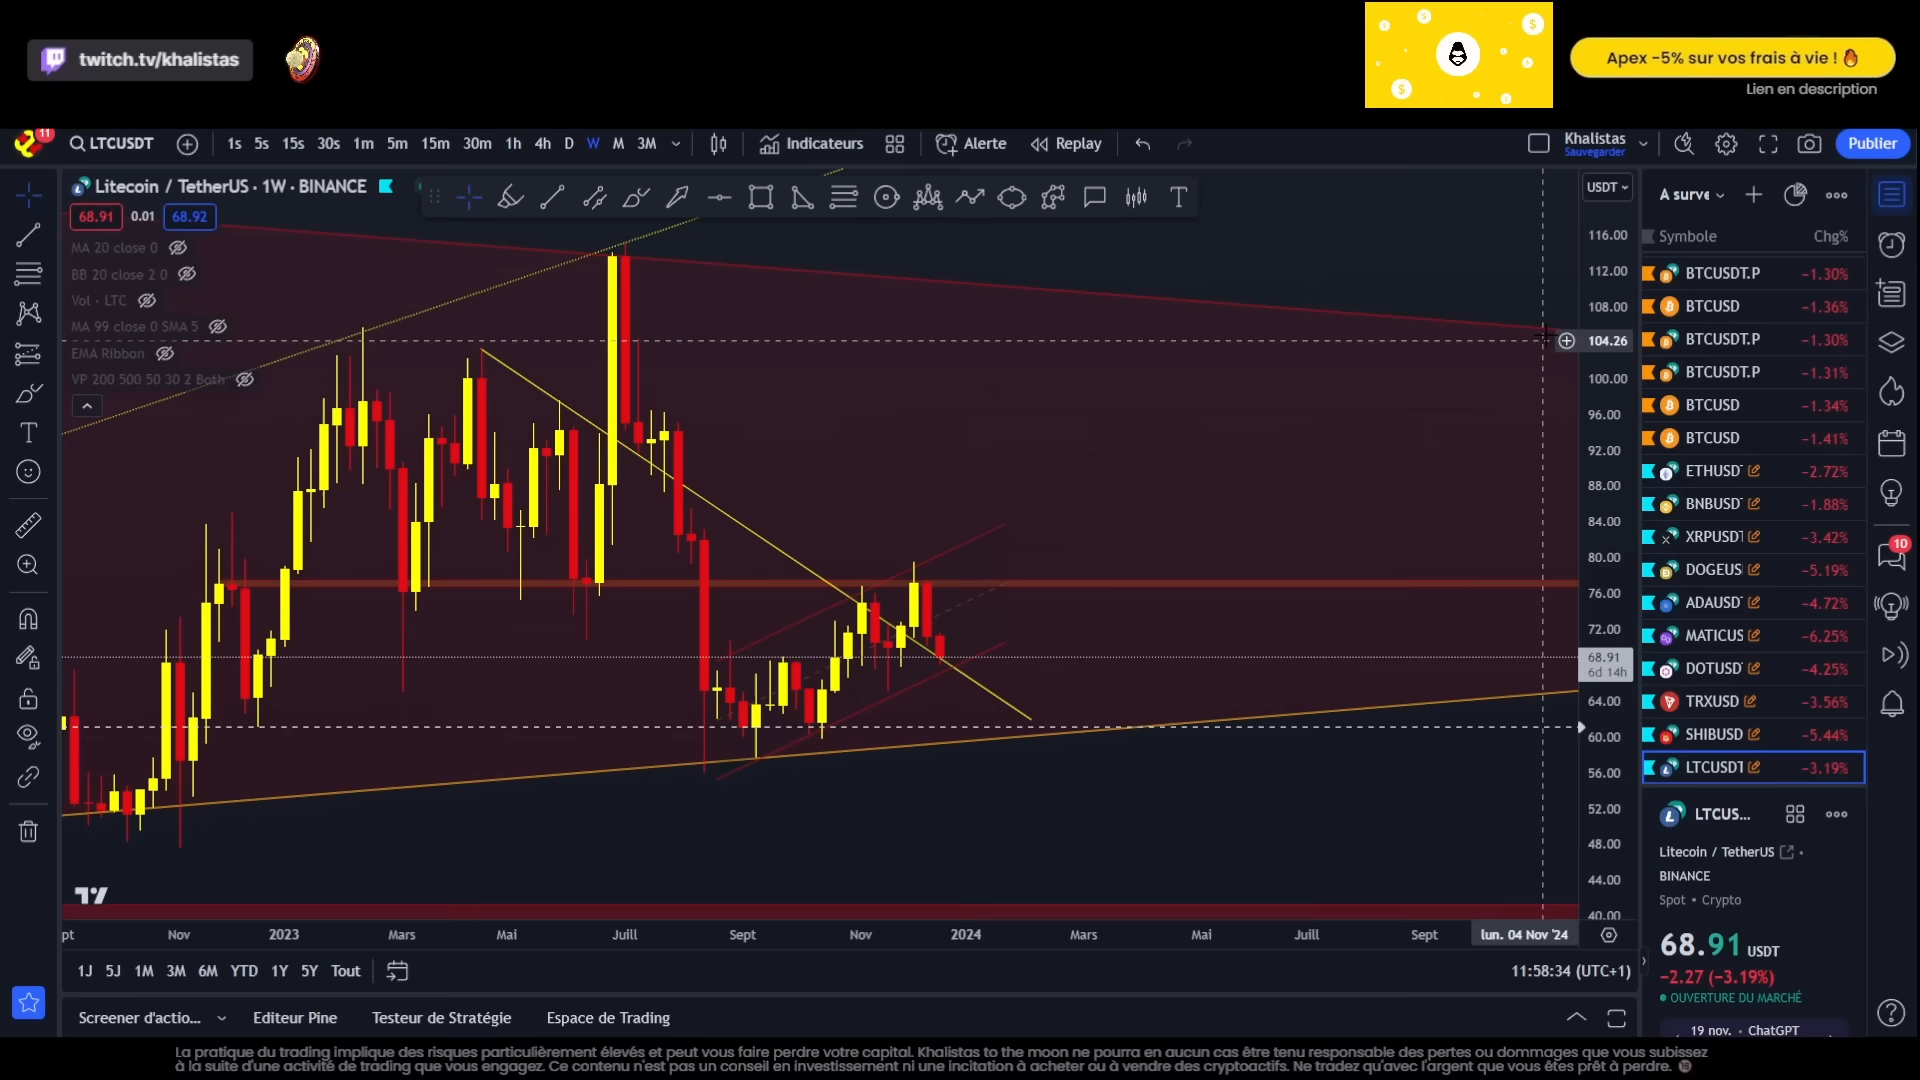 twitch.tv/khalistas
Apex -5% sur vos frais à vie !
Lien en description
11
LTCUSDT
1s 5s 15s 30s 1m 5m 15m 30m 1h 4h D W M 3M
Indicateurs
Alerte
Replay
Khalistas
Sauvegarder
Publier
Litecoin / TetherUS · 1W · BINANCE
68.91 0.01 68.92
MA 20 close 0
BB 20 close 2 0
Vol · LTC
MA 99 close 0 SMA 5
EMA Ribbon
VP 200 500 50 30 2 Both
USDT
116.00
112.00
108.00
104.26
100.00
96.00
92.00
88.00
84.00
80.00
76.00
72.00
68.91
6d 14h
64.00
60.00
56.00
52.00
48.00
44.00
40.00
pt Nov 2023 Mars Mai Juill Sept Nov 2024 Mars Mai Juill Sept lun. 04 Nov '24
1J 5J 1M 3M 6M YTD 1Y 5Y Tout
11:58:34 (UTC+1)
Screener d'actio... Editeur Pine Testeur de Stratégie Espace de Trading
A surve
Symbole Chg%
BTCUSDT.P -1.30%
BTCUSD -1.36%
BTCUSDT.P -1.30%
BTCUSDT.P -1.31%
BTCUSD -1.34%
BTCUSD -1.41%
ETHUSD -2.72%
BNBUSD -1.88%
XRPUSD -3.42%
DOGEUS -5.19%
ADAUSD -4.72%
MATICUS -6.25%
DOTUSD -4.25%
TRXUSD -3.56%
SHIBUSD -5.44%
LTCUSDT -3.19%
LTCUS...
Litecoin / TetherUS
BINANCE
Spot • Crypto
68.91 USDT
-2.27 (-3.19%)
OUVERTURE DU MARCHÉ
19 nov. · ChatGPT
10
La pratique du trading implique des risques particulièrement élevés et peut vous faire perdre votre capital. Khalistas to the moon ne pourra en aucun cas être tenu responsable des pertes ou dommages que vous subissez
à la suite d'une activité de trading que vous engagez. Ce contenu n'est pas un conseil en investissement ni une incitation à acheter ou à vendre des cryptoactifs. Ne tradez qu'avec l'argent que vous êtes prêt à perdre.